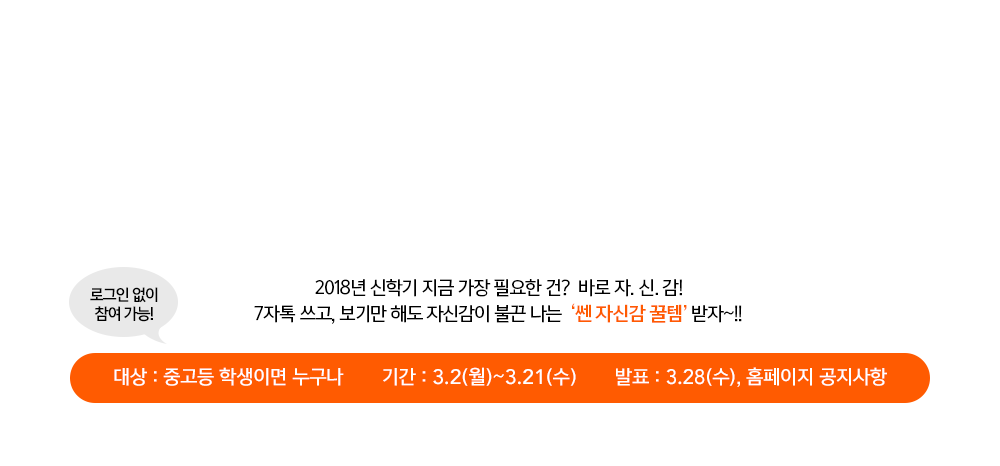 로그인 없이
참여 가능!
2018년 신학기 지금 가장 필요한 건? 바로 자. 신. 감!
7자톡 쓰고, 보기만 해도 자신감이 불끈 나는 ‘쎈 자신감 꿀템’ 받자~!!
대상 : 중고등 학생이면 누구나 기간 : 3.2(월)~3.21(수) 발표 : 3.28(수), 홈페이지 공지사항